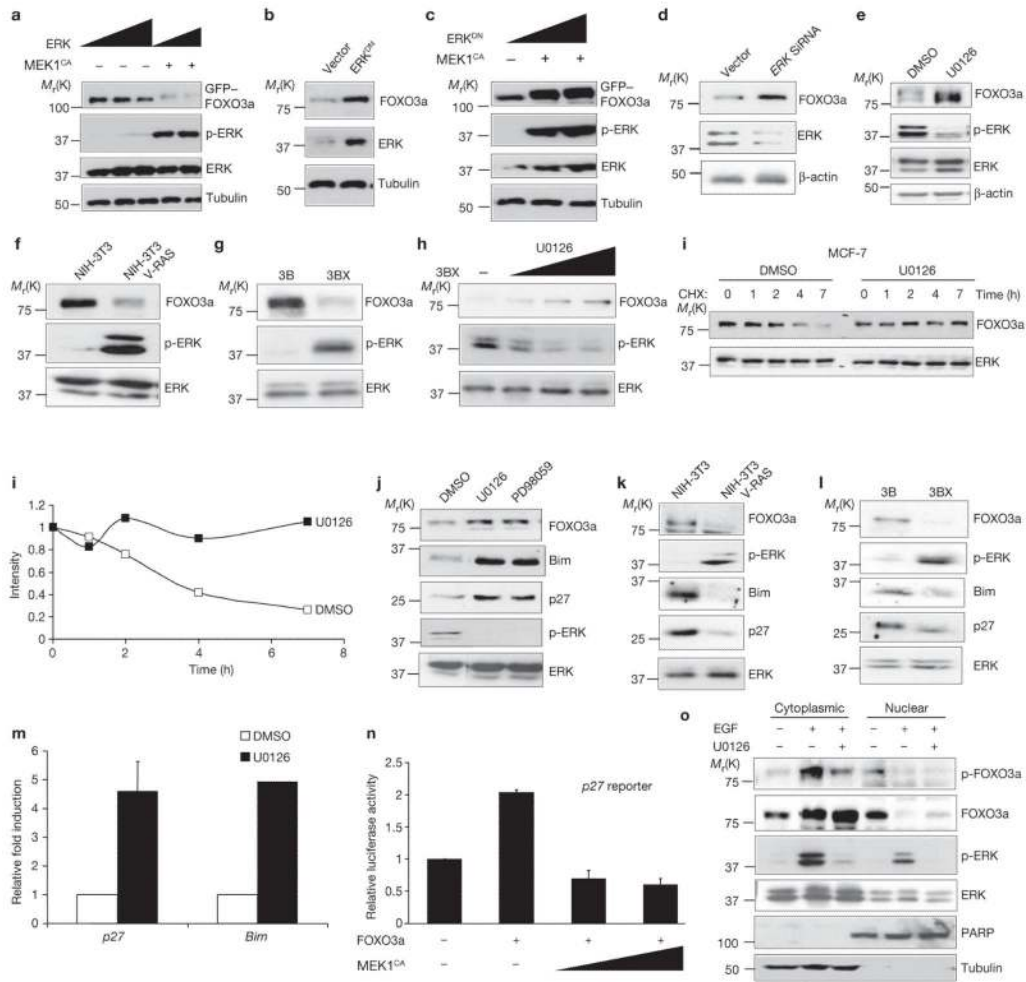 a
ERK
MEK1CA – – – + +
Mr(K)
100
GFP–
FOXO3a
37
p-ERK
37
ERK
50
Tubulin
b
Vector
ERKDN
Mr(K)
75
FOXO3a
37
ERK
50
Tubulin
c
ERKDN
MEK1CA – + +
Mr(K)
100
GFP–
FOXO3a
37
p-ERK
37
ERK
50
Tubulin
d
Vector
ERK SiRNA
Mr(K)
75
FOXO3a
37
ERK
50
β-actin
e
DMSO
U0126
Mr(K)
75
FOXO3a
37
p-ERK
37
ERK
50
β-actin
f
NIH-3T3
NIH-3T3
V-RAS
Mr(K)
75
FOXO3a
37
p-ERK
37
ERK
g
3B 3BX
Mr(K)
75
FOXO3a
37
p-ERK
37
ERK
h
U0126
3BX –
Mr(K)
75
FOXO3a
37
p-ERK
37
ERK
i
MCF-7
DMSO U0126
CHX: 0 1 2 4 7 0 1 2 4 7 Time (h)
Mr(K)
75
FOXO3a
37
ERK
i
Intensity
1.2
1
0.8
0.6
0.4
0.2
0
0 2 4 6 8
Time (h)
U0126
DMSO
j
DMSO
U0126
PD98059
Mr(K)
75
FOXO3a
37
Bim
25
p27
37
p-ERK
37
ERK
k
NIH-3T3
NIH-3T3
V-RAS
Mr(K)
75
FOXO3a
37
p-ERK
37
Bim
25
p27
37
ERK
l
3B 3BX
Mr(K)
75
FOXO3a
37
p-ERK
37
Bim
25
p27
37
ERK
m
DMSO
U0126
Relative fold induction
6
5
4
3
2
1
0
p27 Bim
n
p27 reporter
Relative luciferase activity
2.5
2
1.5
1
0.5
0
FOXO3a – + + +
MEK1CA
o
Cytoplasmic Nuclear
EGF – + + – + +
U0126 – – + – – +
Mr(K)
75
p-FOXO3a
75
FOXO3a
37
p-ERK
37
ERK
100
PARP
50
Tubulin